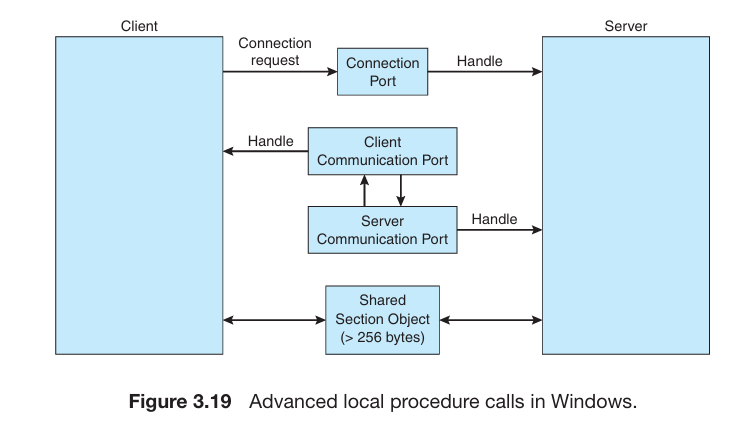 Client
Server
Connection
request
Connection
Port
Handle
Handle
Client
Communication Port
Server
Communication Port
Handle
Shared
Section Object
(> 256 bytes)
Figure 3.19 Advanced local procedure calls in Windows.